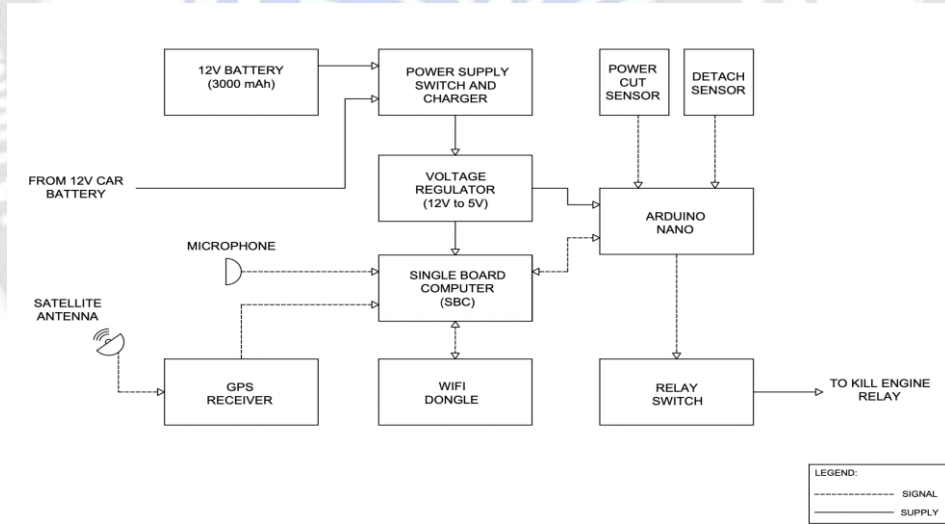 12V BATTERY
(3000 mAh)
POWER SUPPLY
SWITCH AND
CHARGER
POWER
CUT
SENSOR
DETACH
SENSOR
FROM 12V CAR
BATTERY
VOLTAGE
REGULATOR
(12V to 5V)
ARDUINO
NANO
MICROPHONE
SINGLE BOARD
COMPUTER
(SBC)
SATELLITE
ANTENNA
GPS
RECEIVER
WIFI
DONGLE
RELAY
SWITCH
TO KILL ENGINE
RELAY
LEGEND:
SIGNAL
SUPPLY